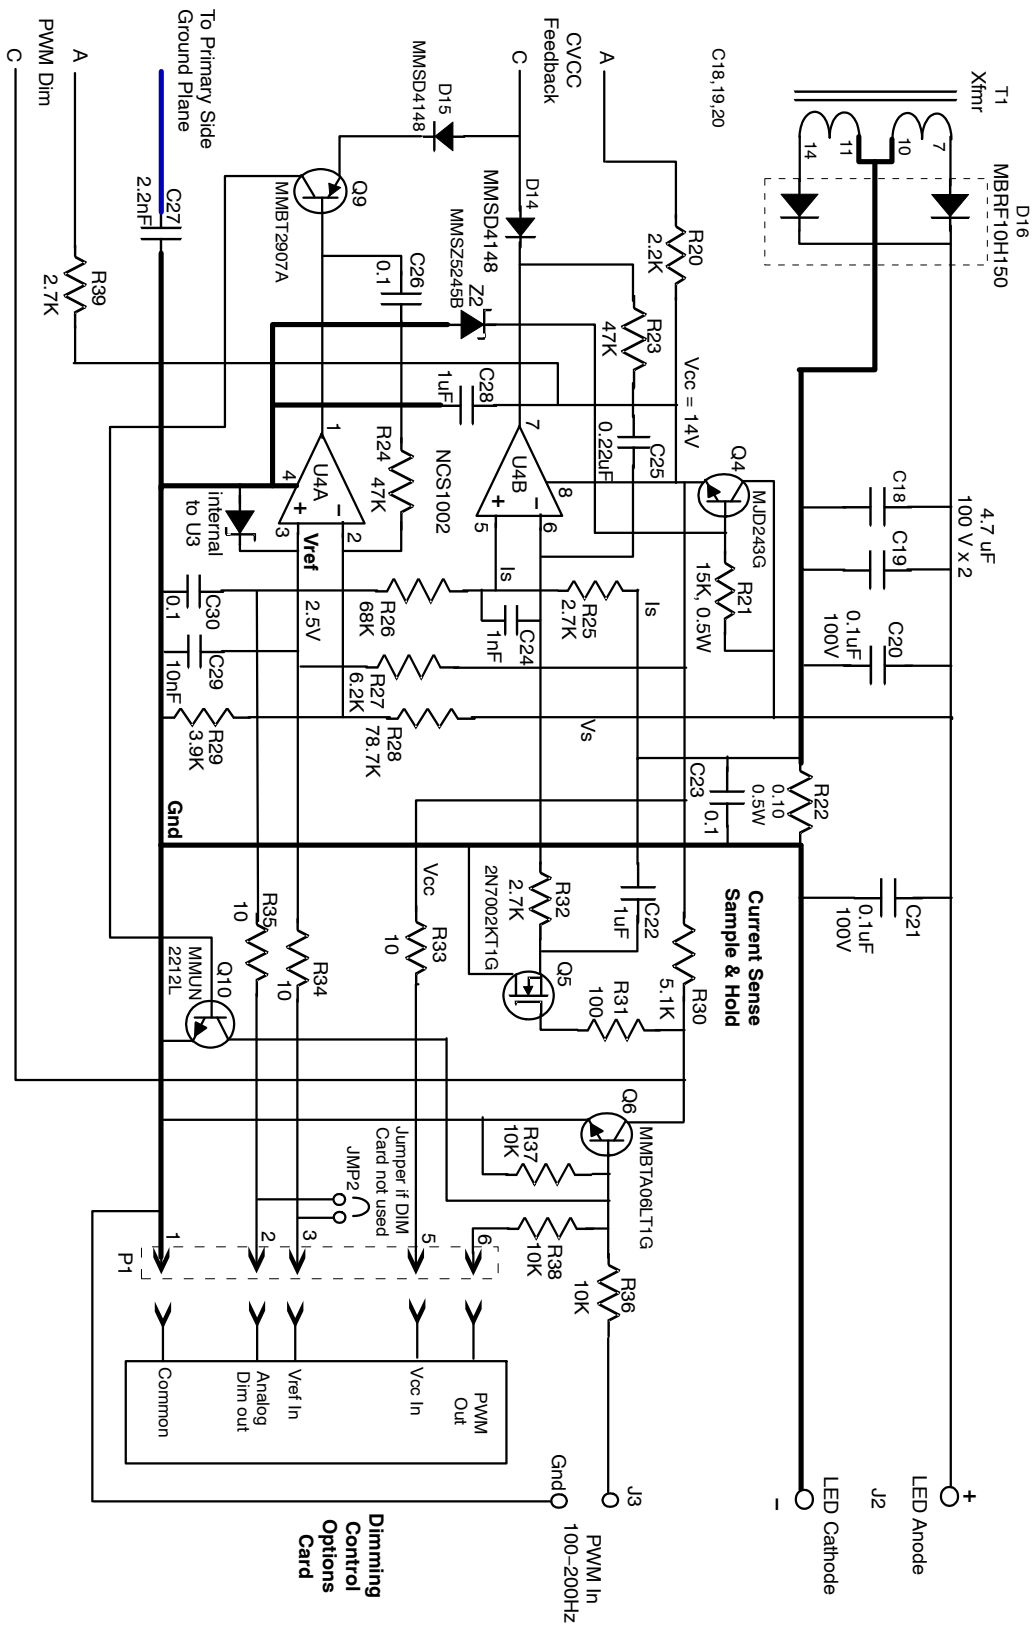 T1
Xfmr
7
10
11
14
D16
MBRF10H150
C18,19,20
4.7 uF
100 V x 2
C18
C19
C20
0.1uF
100V
C21
0.1uF
100V
+
LED Anode
J2
LED Cathode
–
Q4
MJD243G
R21
15K, 0.5W
R22
0.10
0.5W
C23
0.1
Current Sense
Sample & Hold
A
CVCC
Feedback
C
R20
2.2K
Vcc = 14V
R23
47K
C25
0.22uF
D14
MMSD4148
D15
MMSD4148
Z2
MMSZ5245B
C28
1uF
7
U4B
8
6
5
–
+
NCS1002
Is
Is
R25
2.7K
C24
1nF
Vs
R26
68K
R27
6.2K
R28
78.7K
R29
3.9K
C29
10nF
C30
0.1
2.5V
Vref
Q9
MMBT2907A
C26
0.1
R24
47K
1
U4A
4
2
3
–
+
internal
to U3
To Primary Side
Ground Plane
C27
2.2nF
A
PWM Dim
C
R39
2.7K
Gnd
C22
1uF
R32
2.7K
2N7002KT1G
Q5
R31
100
R30
5.1K
Vcc
R33
10
R34
10
R35
10
Q10
MMUN
2212L
Q6
MMBTA06LT1G
R37
10K
R38
10K
R36
10K
Jumper if DIM
Card not used
JMP2
6
5
3
2
1
P1
PWM
Out
Vcc In
Vref In
Analog
Dim out
Common
J3
Gnd
PWM In
100–200Hz
Dimming
Control
Options
Card